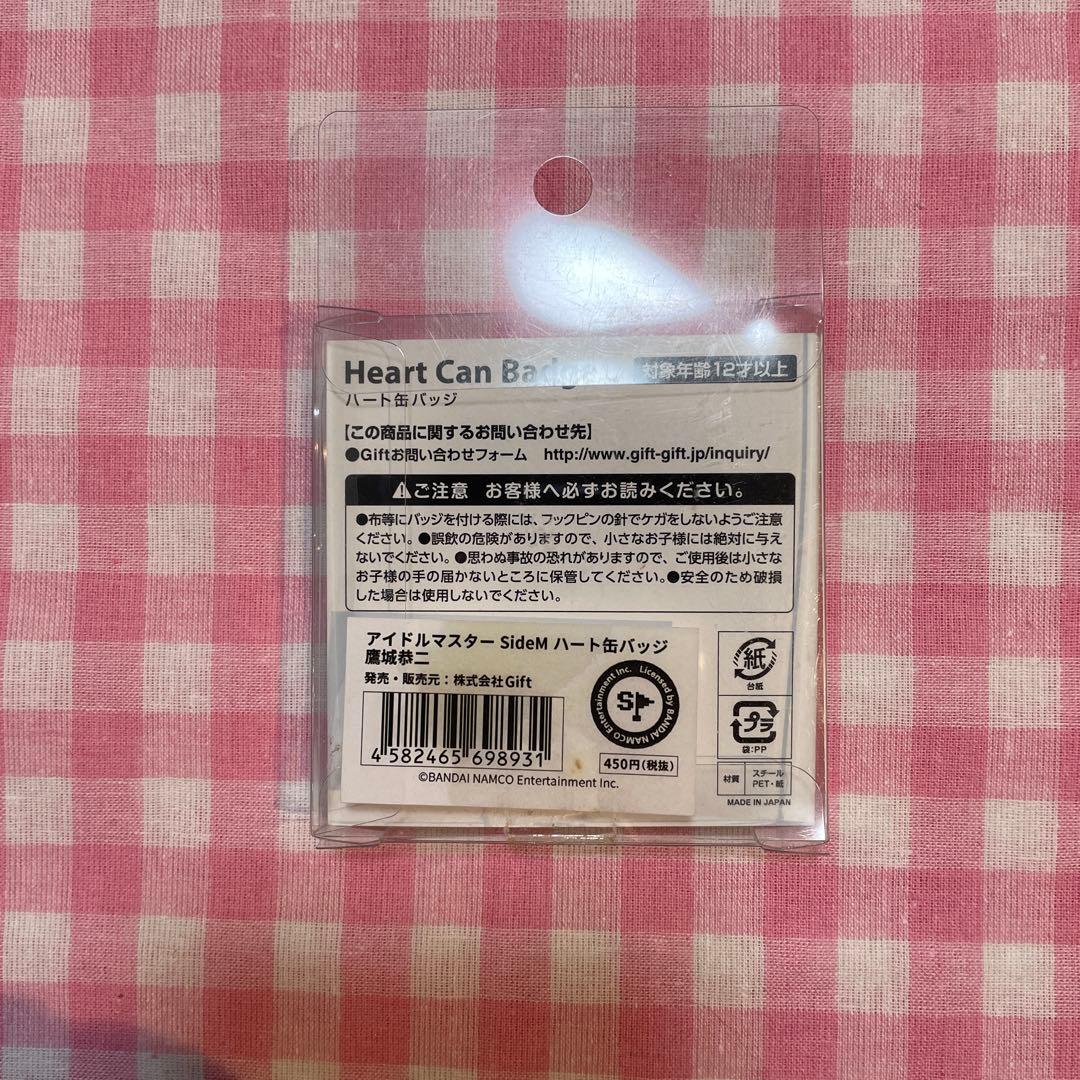 Heart Can Badge
対象年齢12才以上
ハート缶バッジ
【この商品に関するお問い合わせ先】
●Giftお問い合わせフォーム http://www.gift-gift.jp/inquiry/
⚠ご注意 お客様へ必ずお読みください。
●布等にバッジを付ける際には、フックピンの針でケガをしないようご注意
ください。●誤飲の危険がありますので、小さなお子様には絶対に与え
ないでください。●思わぬ事故の恐れがありますので、ご使用後は小さな
お子様の手の届かないところに保管してください。●安全のため破損
した場合は使用しないでください。
アイドルマスター SideM ハート缶バッジ
鷹城恭二
発売・販売元：株式会社Gift
4 582465 698931
Licensed by BANDAI NAMCO Entertainment Inc.
450円(税抜)
©BANDAI NAMCO Entertainment Inc.
紙
台紙
プラ
袋:PP
材質
スチール
PET・紙
MADE IN JAPAN